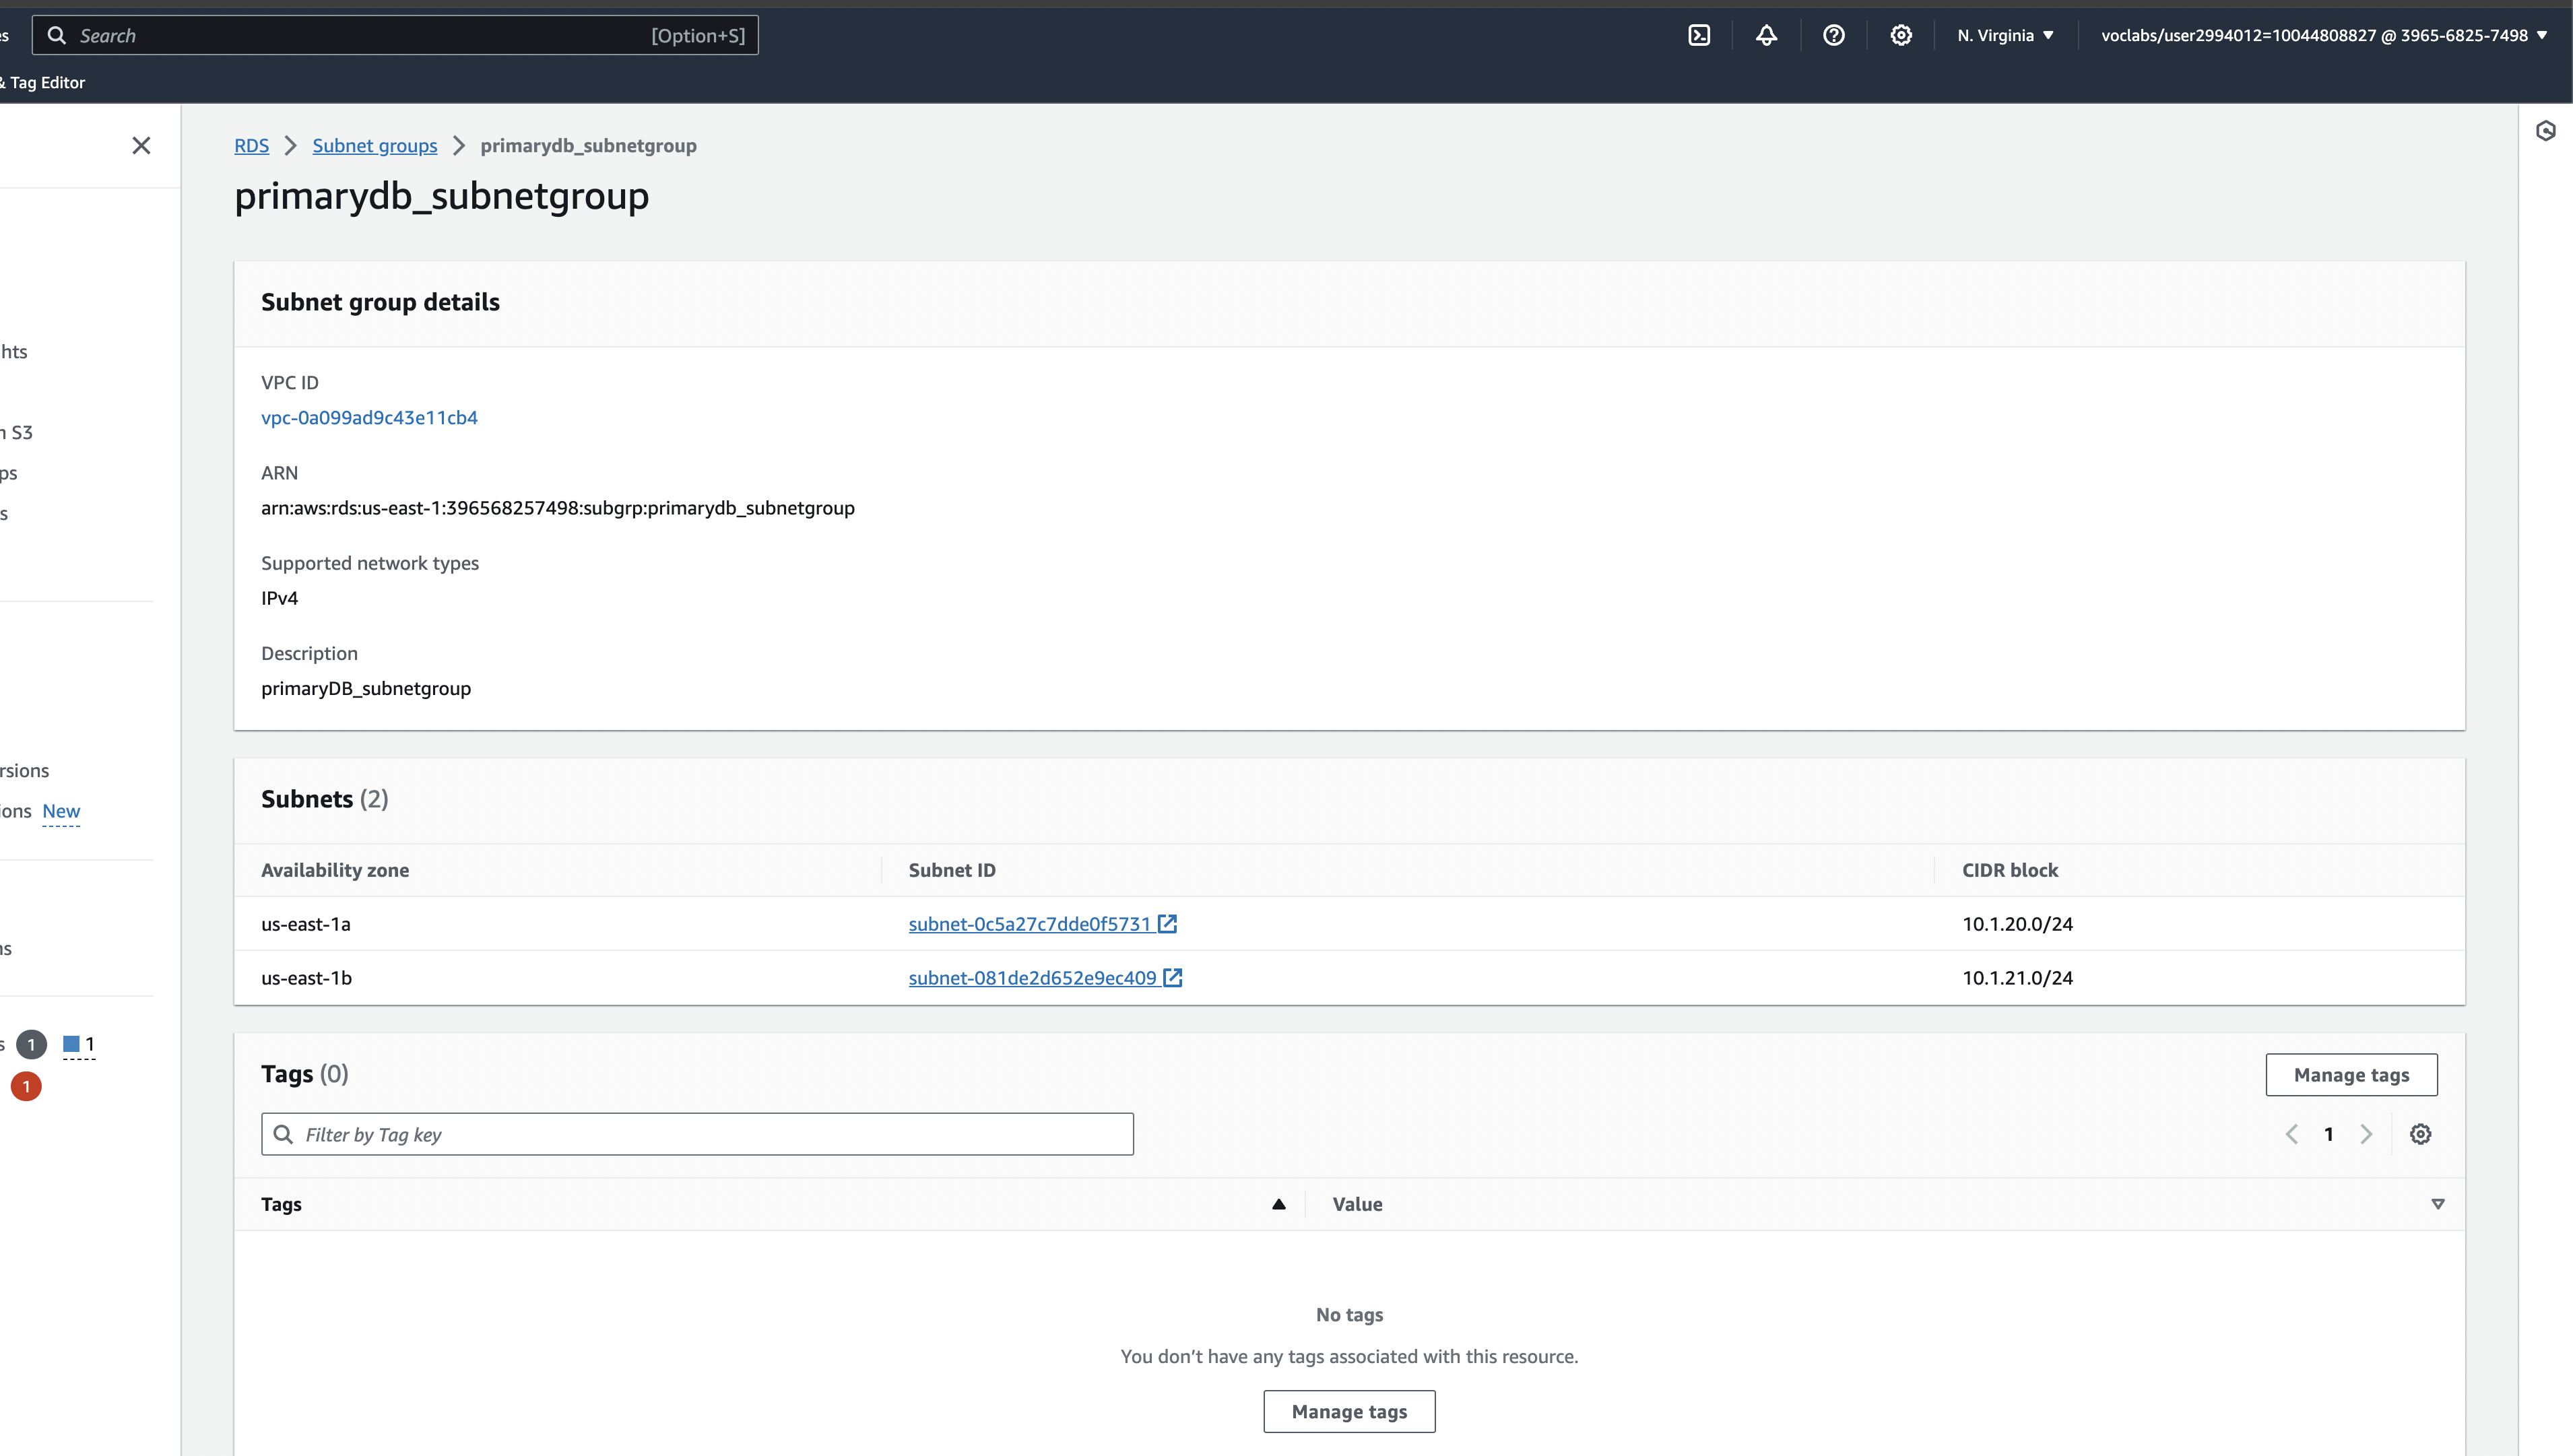 Search [Option+S] N. Virginia voclabs/user2994012=10044808827 @ 3965-6825-7498
& Tag Editor
RDS Subnet groups primarydb_subnetgroup
primarydb_subnetgroup
Subnet group details
VPC ID
vpc-0a099ad9c43e11cb4
ARN
arn:aws:rds:us-east-1:396568257498:subgrp:primarydb_subnetgroup
Supported network types
IPv4
Description
primaryDB_subnetgroup
hts
n S3
ps
s
rsions
ions New
ns
s 1 1
1
Subnets (2)
Availability zone Subnet ID CIDR block
us-east-1a subnet-0c5a27c7dde0f5731 10.1.20.0/24
us-east-1b subnet-081de2d652e9ec409 10.1.21.0/24
Tags (0) Manage tags
Filter by Tag key 1
Tags Value
No tags
You don’t have any tags associated with this resource.
Manage tags